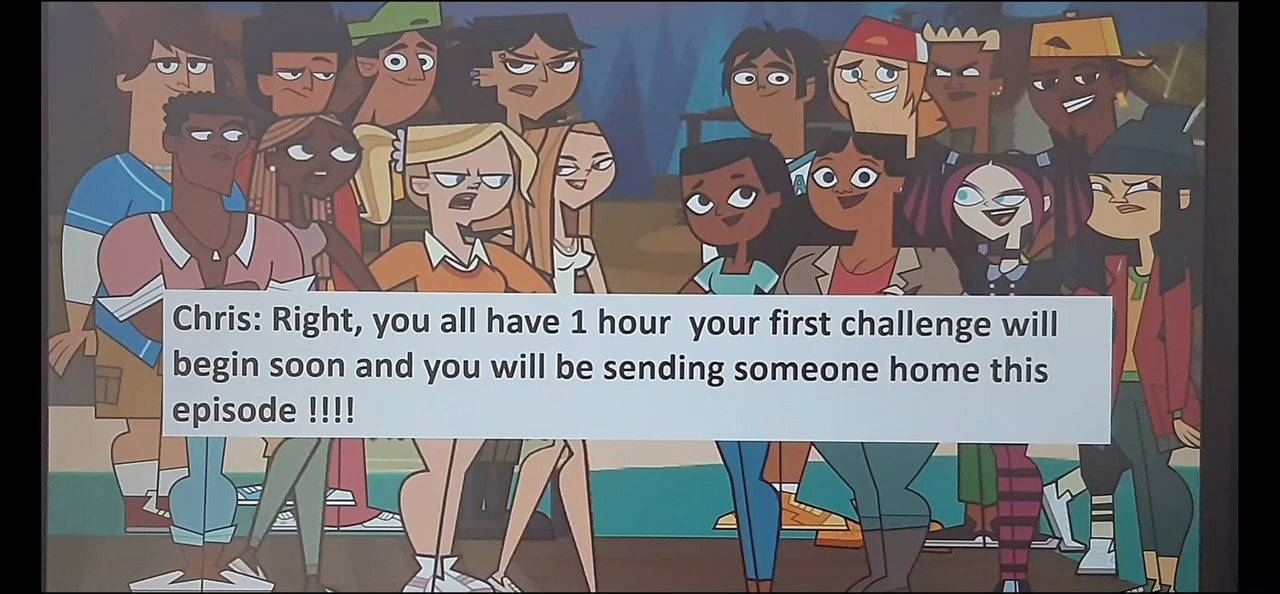 Chris: Right, you all have 1 hour  your first challenge will
begin soon and you will be sending someone home this
episode !!!!